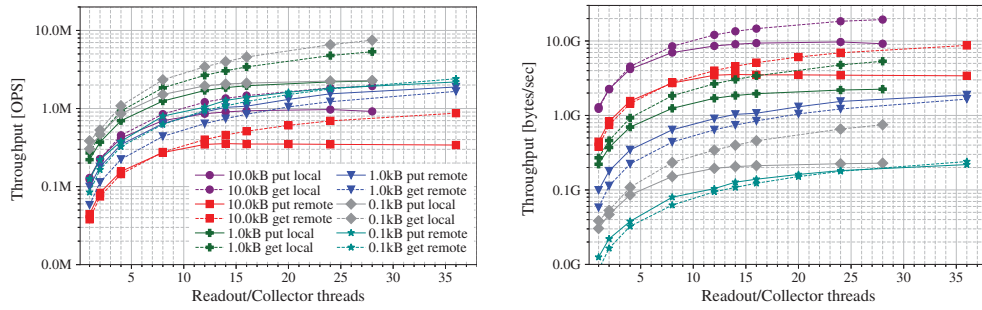 10.0M
1.0M
0.1M
0.0M
Throughput [OPS]
0 5 10 15 20 25 30 35
Readout/Collector threads
10.0kB put local
10.0kB get local
10.0kB put remote
10.0kB get remote
1.0kB put local
1.0kB get local
1.0kB put remote
1.0kB get remote
0.1kB put local
0.1kB get local
0.1kB put remote
0.1kB get remote
10.0G
1.0G
0.1G
0.0G
Throughput [bytes/sec]
0 5 10 15 20 25 30 35
Readout/Collector threads